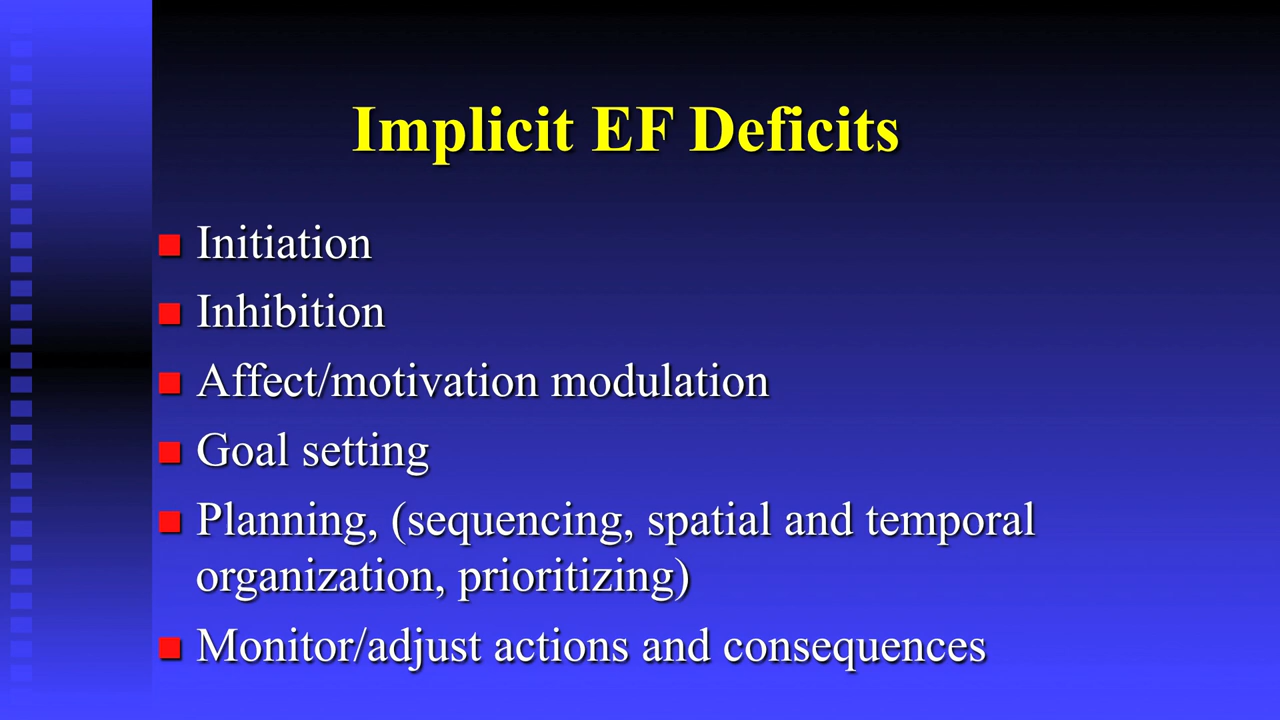 Implicit EF Deficits
Initiation
Inhibition
Affect/motivation modulation
Goal setting
Planning, (sequencing, spatial and temporal
organization, prioritizing)
Monitor/adjust actions and consequences